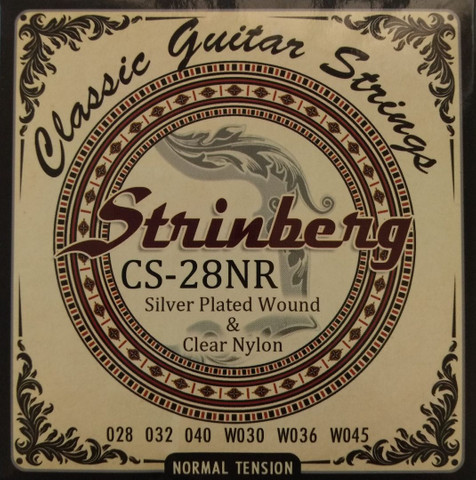 Classic Guitar Strings
Strinberg
CS-28NR
Silver Plated Wound
&
Clear Nylon
028 032 040 W030 W036 W045
NORMAL TENSION